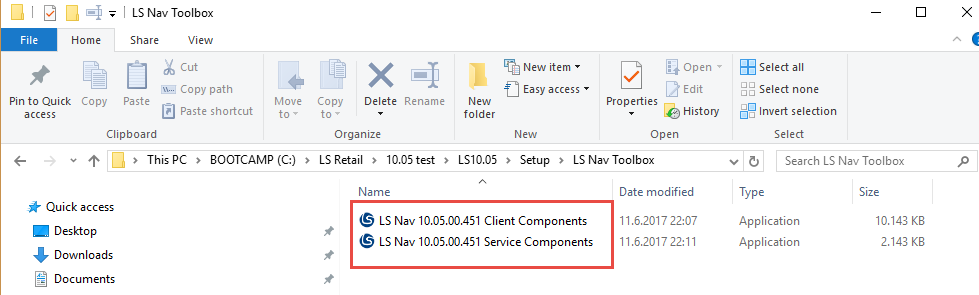 LS Nav Toolbox
File Home Share View
Pin to Quick access
Copy
Paste
Cut
Copy path
Paste shortcut
Clipboard
Move to
Copy to
Delete
Rename
Organize
New folder
New item
Easy access
New
Properties
Open
Edit
History
Open
Select all
Select none
Invert selection
Select
This PC > BOOTCAMP (C:) > LS Retail > 10.05 test > LS10.05 > Setup > LS Nav Toolbox
Search LS Nav Toolbox
Quick access
Desktop
Downloads
Documents
Name Date modified Type Size
LS Nav 10.05.00.451 Client Components 11.6.2017 22:07 Application 10.143 KB
LS Nav 10.05.00.451 Service Components 11.6.2017 22:11 Application 2.143 KB